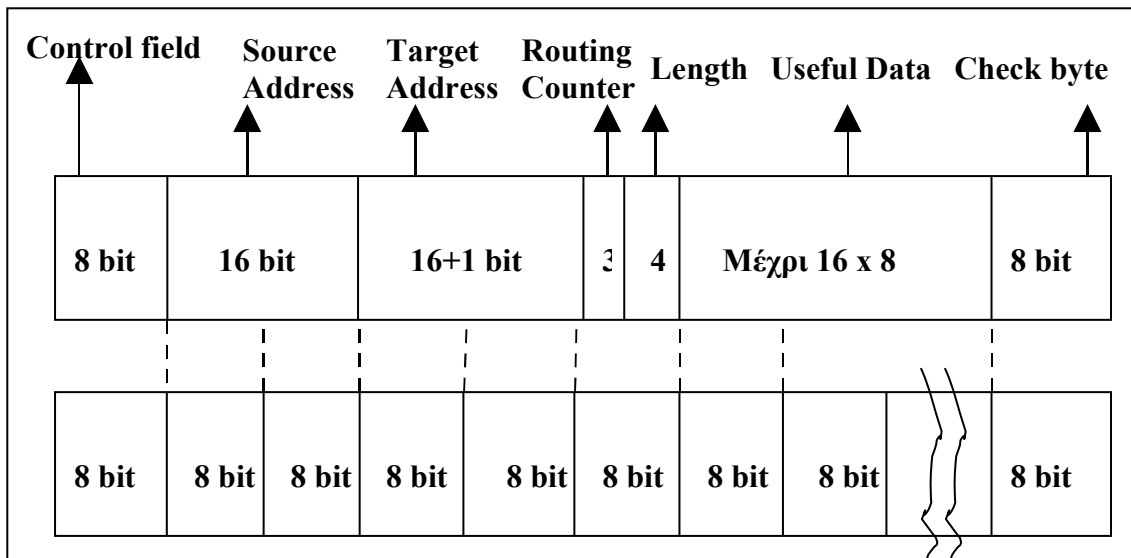 Control field
Source
Address
Target
Address
Routing
Counter
Length
Useful Data
Check byte
8 bit
16 bit
16+1 bit
3
4
Μέχρι 16 x 8
8 bit
8 bit
8 bit
8 bit
8 bit
8 bit
8 bit
8 bit
8 bit
8 bit